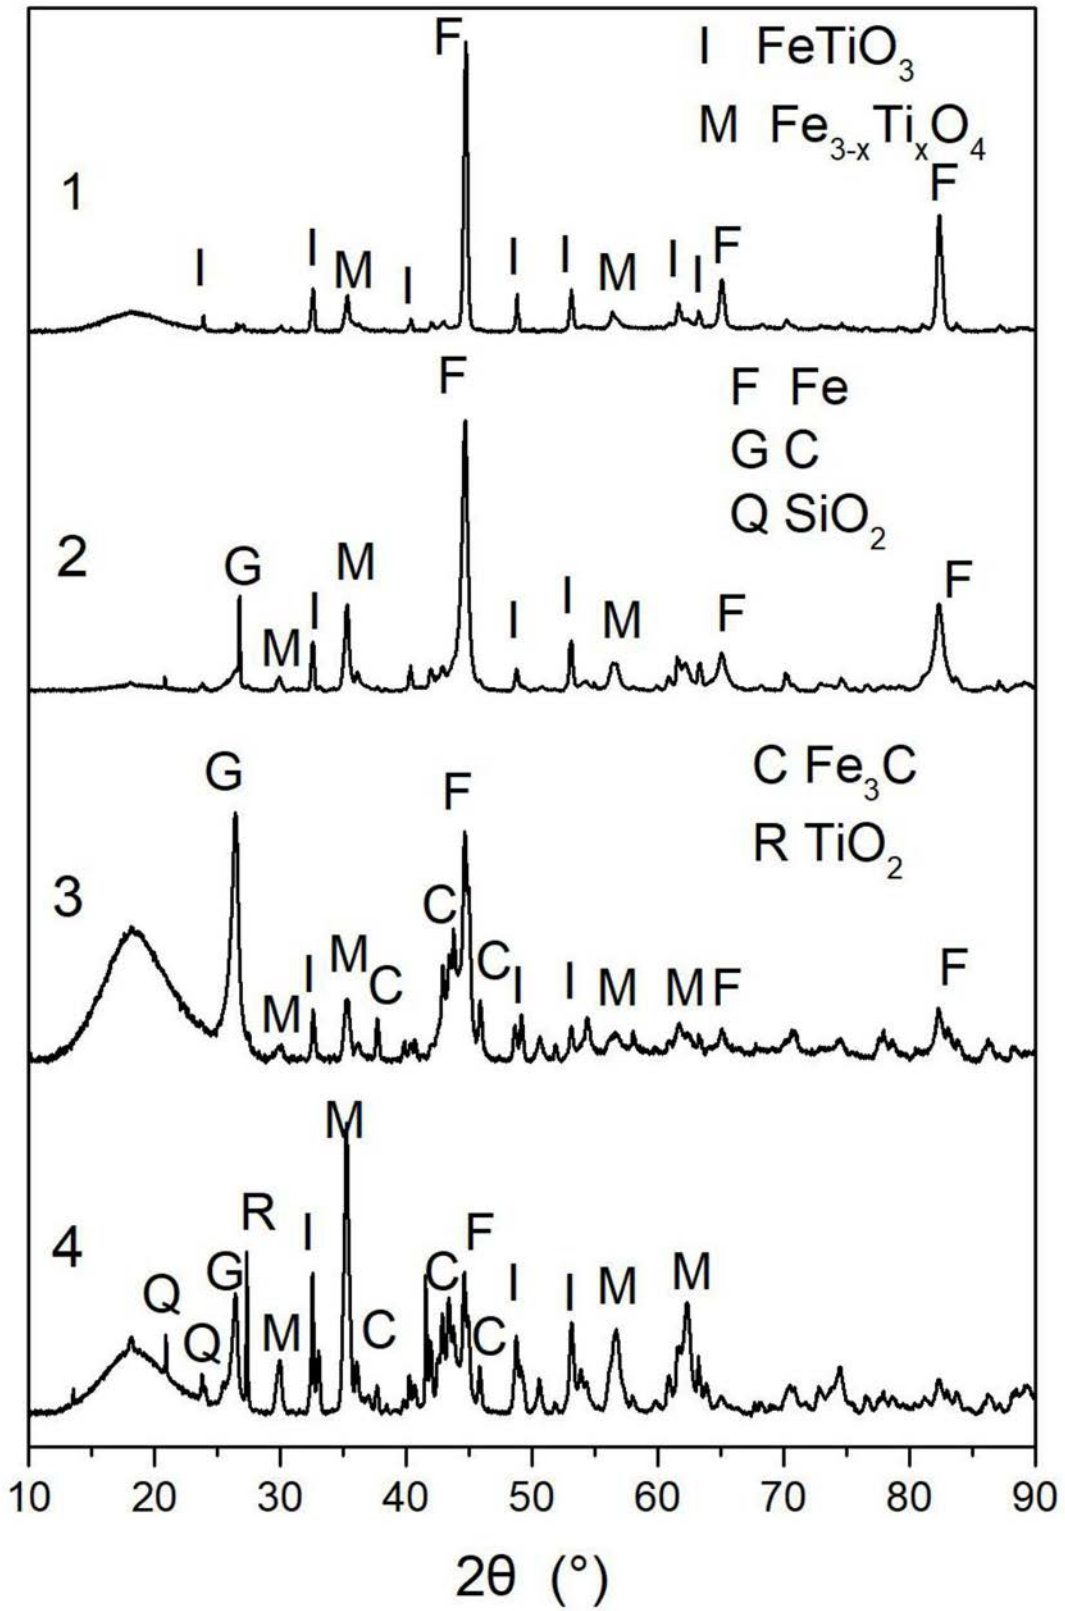 F
I FeTiO₃
M Fe₃₋ₓTiₓO₄
F
1
I I M I I I M I I F
F
F Fe
G C
Q SiO₂
2
G M I M I I M F F
C Fe₃C
R TiO₂
G
F
3
C
M I M C C I I M M F F
M
4
R I F
Q Q G M C C C I I M M
10 20 30 40 50 60 70 80 90
2θ (°)